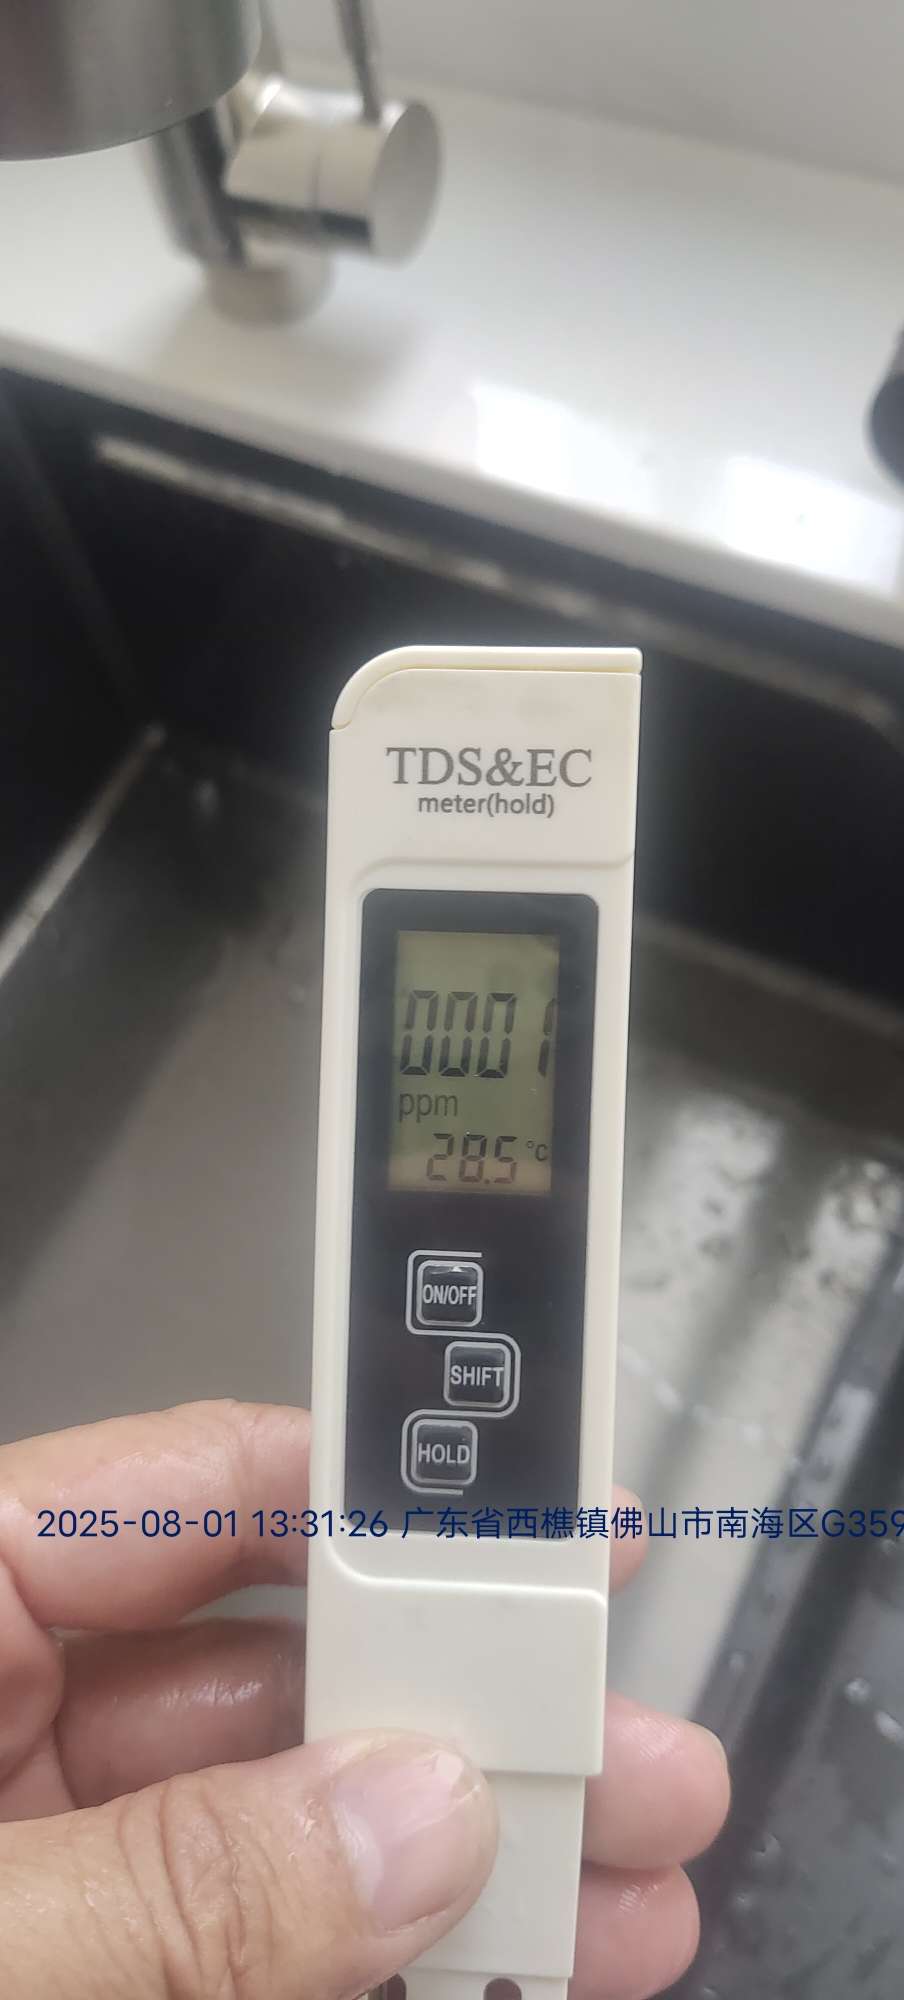 TDS&EC
meter(hold)
0001
ppm
28.5 °C
ON/OFF
SHIFT
HOLD
2025-08-01 13:31:26 广东省西樵镇佛山市南海区G359